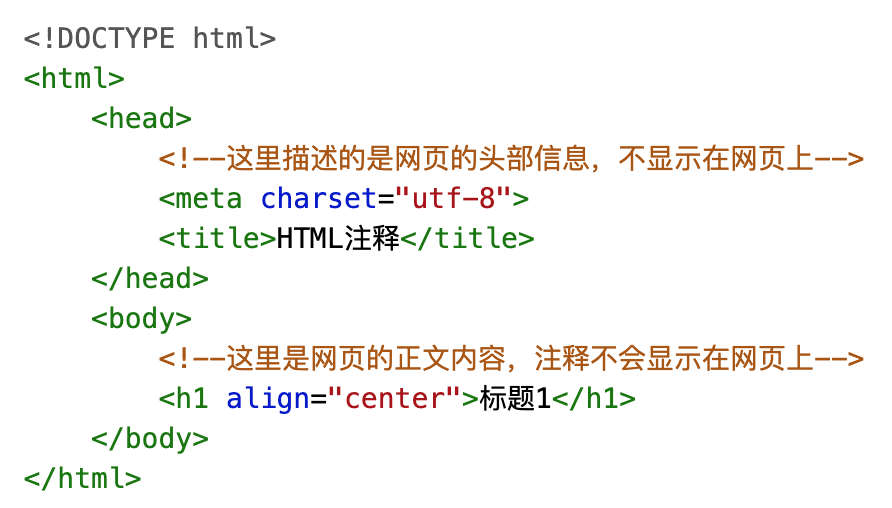 <!DOCTYPE html>
<html>
    <head>
        <!--这里描述的是网页的头部信息，不显示在网页上-->
        <meta charset="utf-8">
        <title>HTML注释</title>
    </head>
    <body>
        <!--这里是网页的正文内容，注释不会显示在网页上-->
        <h1 align="center">标题1</h1>
    </body>
</html>